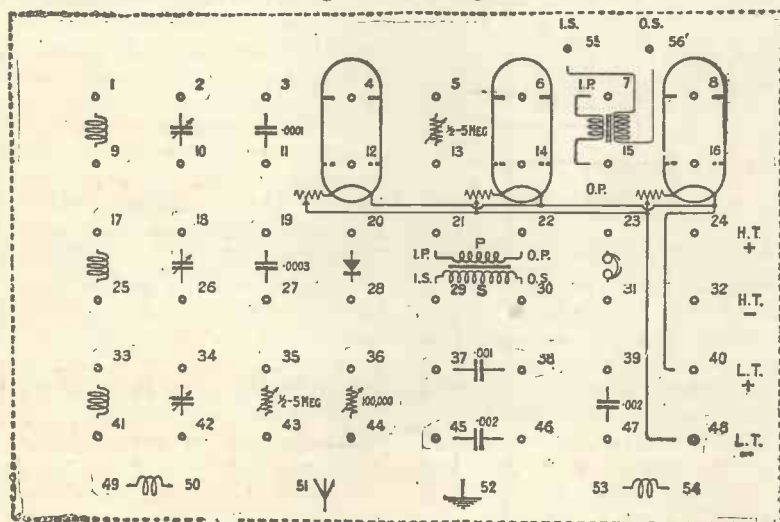 I.S. O.S.
55 56
1 2 3 4 5 6 I.P. 7 8
·0001 ½-5 MEG
9 10 11 12 13 14 15 16
O.P.
17 18 19 20 21 22 23 24 H.T. +
P
·0003 I.P. O.P.
I.S. S O.S.
25 26 27 28 29 30 31 32 H.T. −
33 34 35 36 37 ·001 38 39 40 L.T. +
½-5 MEG 100,000 ·002
41 42 43 44 45 ·002 46 47 48 L.T. −
49 50 51 52 53 54